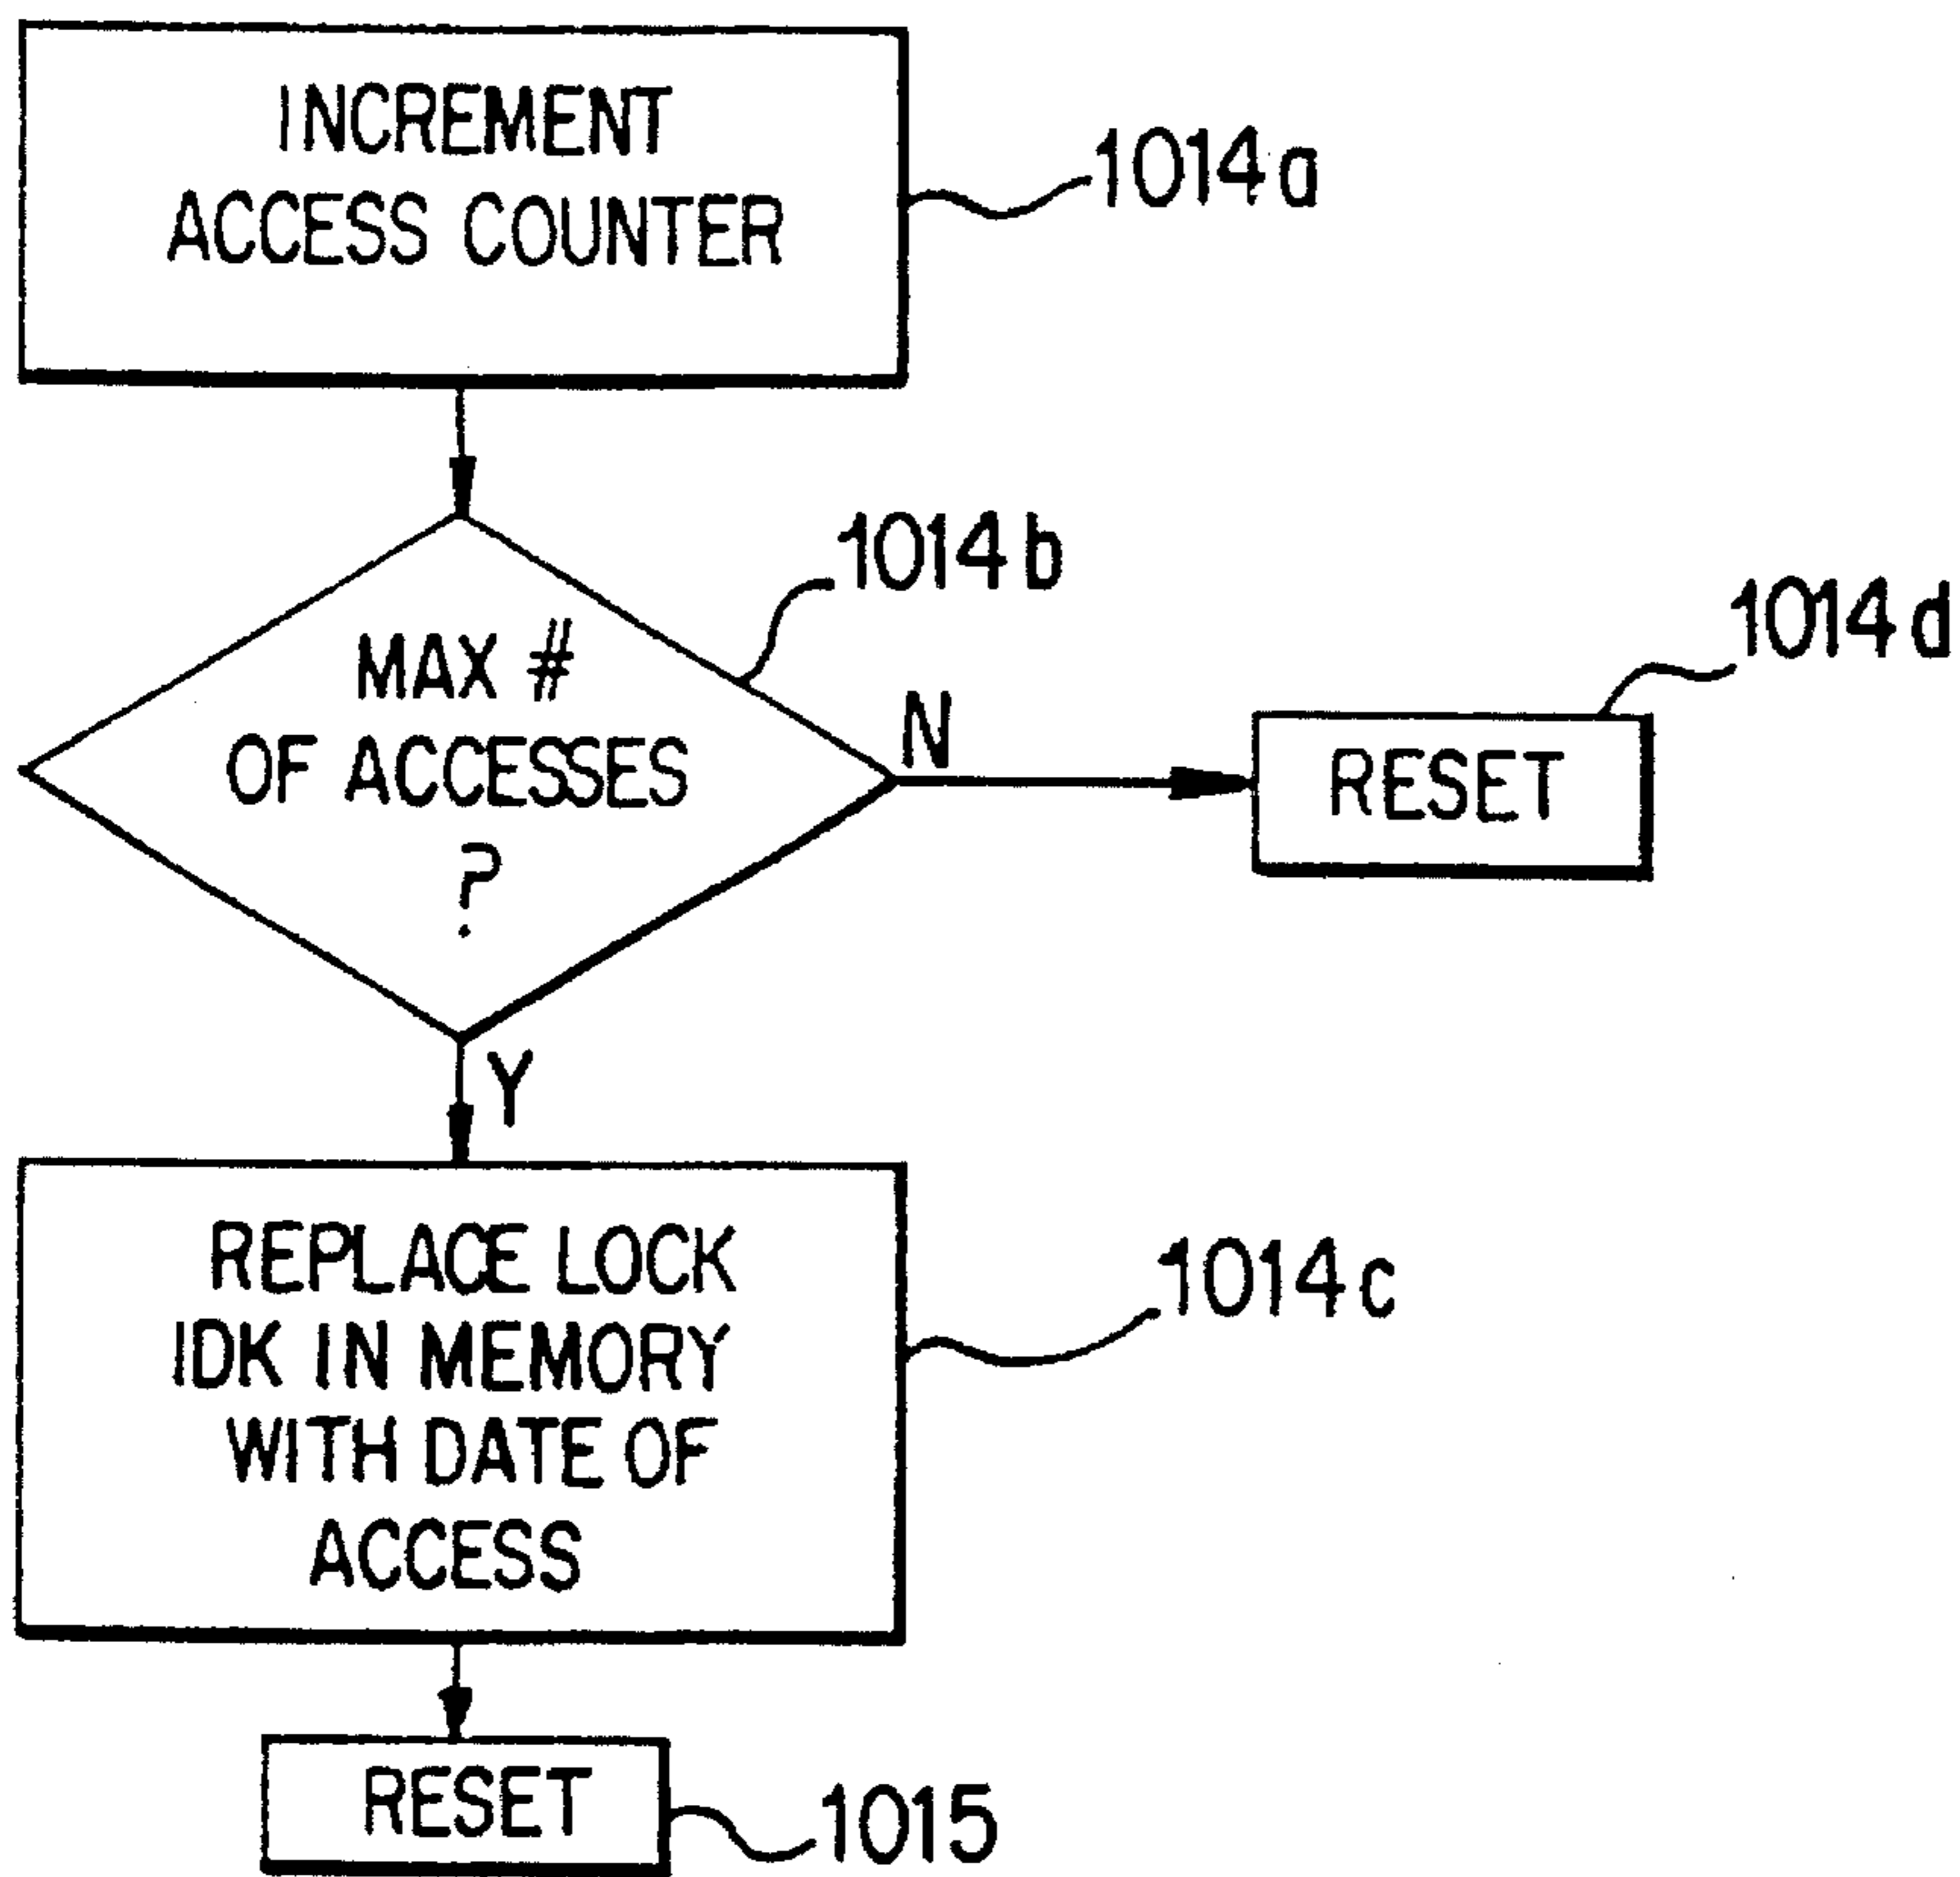 INCREMENT
ACCESS COUNTER
1014a
MAX #
OF ACCESSES
?
1014b
N
RESET
1014d
Y
REPLACE LOCK
IDK IN MEMORY
WITH DATE OF
ACCESS
1014c
RESET
1015